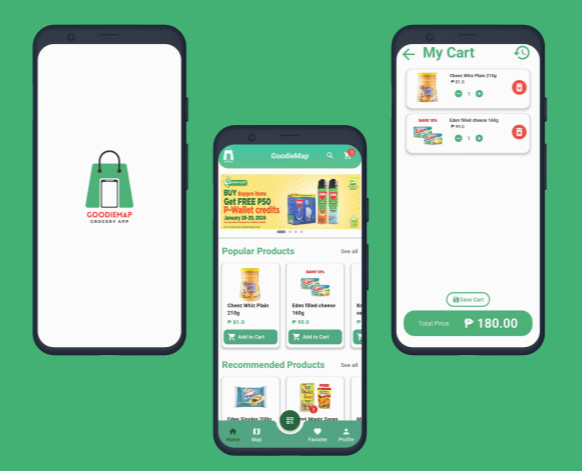 GOODIEMAP
GROCERY APP
GoodieMap
BUY Baygon Items
Get FREE P50
P-Wallet credits
January 26-29, 2024
Popular Products
See all
Cheez Whiz Plain
210g
₱ 81.0
Add to Cart
SAVE 10%
Eden filled cheese
160g
₱ 99.0
Add to Cart
Recommended Products
See all
Eden Singles 200g
3
Home
Map
Favorite
Profile
My Cart
Cheez Whiz Plain 210g
₱ 81.0
1
SAVE 10%
Eden filled cheese 160g
₱ 99.0
1
Save Cart
Total Price:
₱ 180.00